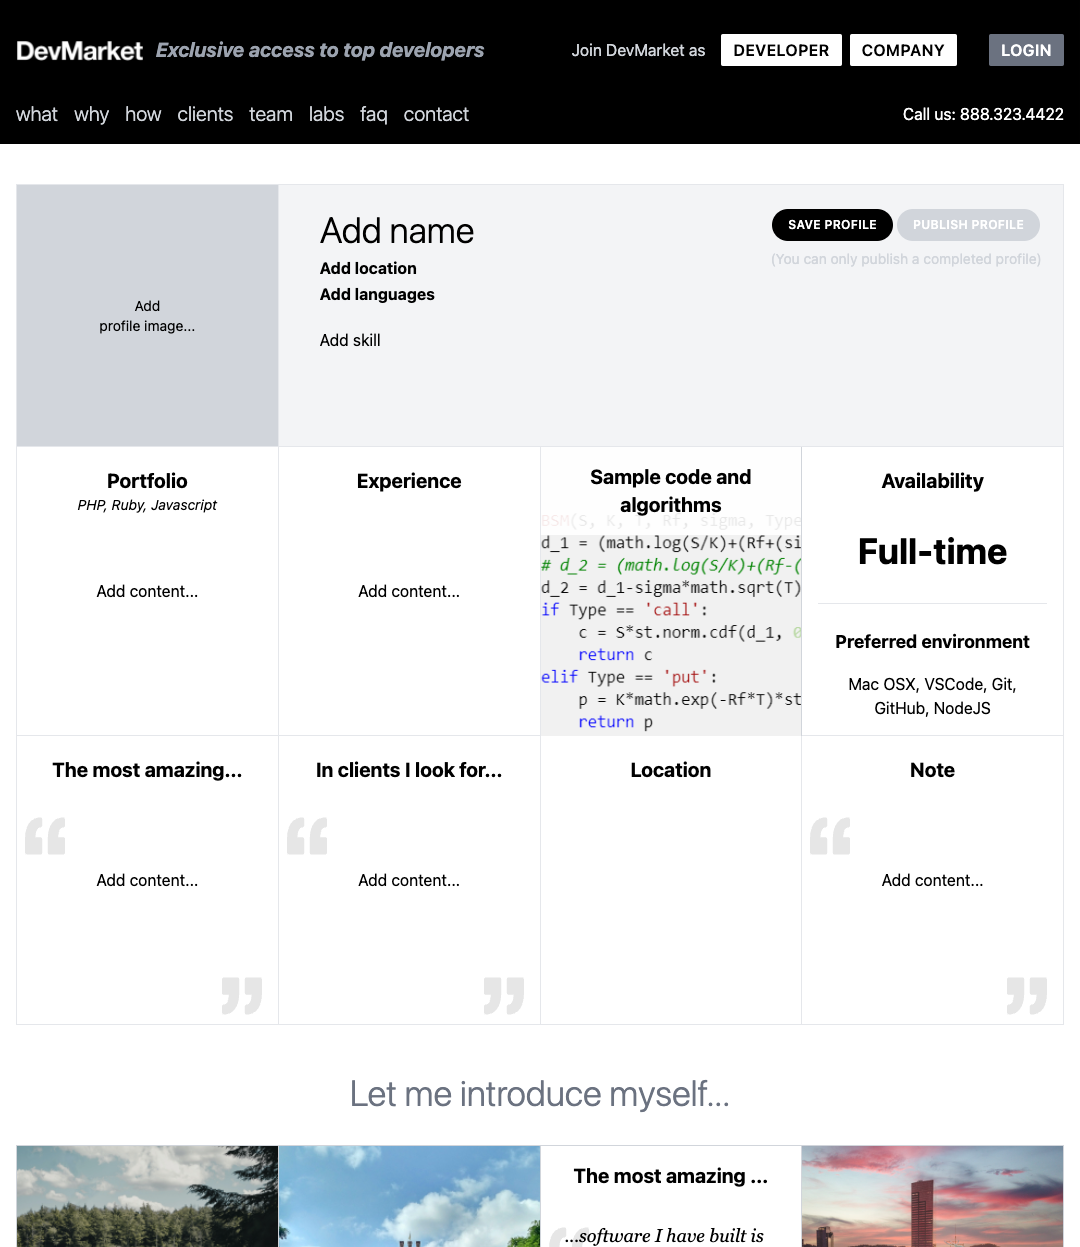 DevMarket Exclusive access to top developers
Join DevMarket as DEVELOPER COMPANY LOGIN
what why how clients team labs faq contact
Call us: 888.323.4422
Add
profile image...
Add name
Add location
Add languages
Add skill
SAVE PROFILE PUBLISH PROFILE
(You can only publish a completed profile)
Portfolio
PHP, Ruby, Javascript
Add content...
Experience
Add content...
Sample code and
algorithms
BSM(S, K, T, Rf, sigma, Type
d_1 = (math.log(S/K)+(Rf+(si
# d_2 = (math.log(S/K)+(Rf-(
d_2 = d_1-sigma*math.sqrt(T)
if Type == 'call':
c = S*st.norm.cdf(d_1, 0
return c
elif Type == 'put':
p = K*math.exp(-Rf*T)*st
return p
Availability
Full-time
Preferred environment
Mac OSX, VSCode, Git,
GitHub, NodeJS
The most amazing...
“
Add content...
”
In clients I look for...
“
Add content...
”
Location
Note
“
Add content...
”
Let me introduce myself...
The most amazing ...
“
...software I have built is